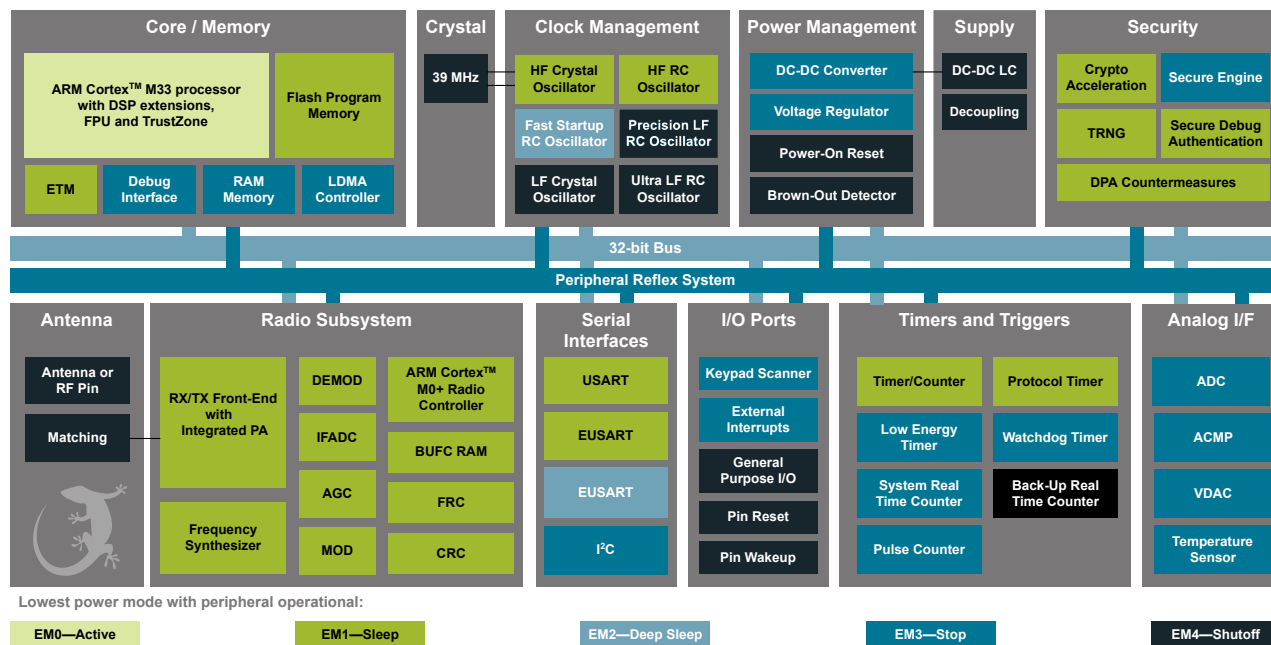 Core / Memory
ARM Cortex™ M33 processor
with DSP extensions,
FPU and TrustZone
Flash Program
Memory
ETM
Debug
Interface
RAM
Memory
LDMA
Controller
Crystal
39 MHz
Clock Management
HF Crystal
Oscillator
HF RC
Oscillator
Fast Startup
RC Oscillator
Precision LF
RC Oscillator
LF Crystal
Oscillator
Ultra LF RC
Oscillator
Power Management
DC-DC Converter
Voltage Regulator
Power-On Reset
Brown-Out Detector
Supply
DC-DC LC
Decoupling
Security
Crypto
Acceleration
Secure Engine
TRNG
Secure Debug
Authentication
DPA Countermeasures
32-bit Bus
Peripheral Reflex System
Antenna
Antenna or
RF Pin
Matching
Radio Subsystem
RX/TX Front-End
with
Integrated PA
Frequency
Synthesizer
DEMOD
IFADC
AGC
MOD
ARM Cortex™
M0+ Radio
Controller
BUFC RAM
FRC
CRC
Serial
Interfaces
USART
EUSART
EUSART
I²C
I/O Ports
Keypad Scanner
External
Interrupts
General
Purpose I/O
Pin Reset
Pin Wakeup
Timers and Triggers
Timer/Counter
Protocol Timer
Low Energy
Timer
Watchdog Timer
System Real
Time Counter
Back-Up Real
Time Counter
Pulse Counter
Analog I/F
ADC
ACMP
VDAC
Temperature
Sensor
Lowest power mode with peripheral operational:
EM0—Active
EM1—Sleep
EM2—Deep Sleep
EM3—Stop
EM4—Shutoff